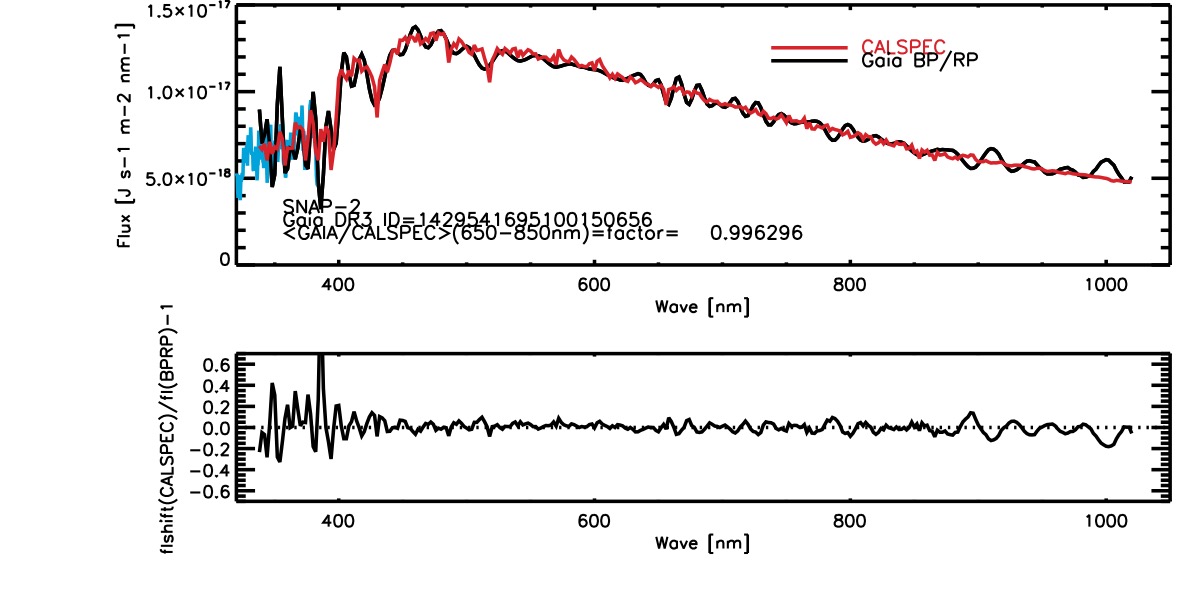 1.5×10−17
1.0×10−17
5.0×10−18
0
Flux [J s−1 m−2 nm−1]
CALSPEC
Gaia BP/RP
SNAP−2
Gaia DR3 ID=1429541695100150656
<GAIA/CALSPEC>(650−850nm)=factor= 0.996296
400 600 800 1000
Wave [nm]
flshift(CALSPEC)/fl(BPRP)−1
0.6
0.4
0.2
0.0
−0.2
−0.4
−0.6
400 600 800 1000
Wave [nm]